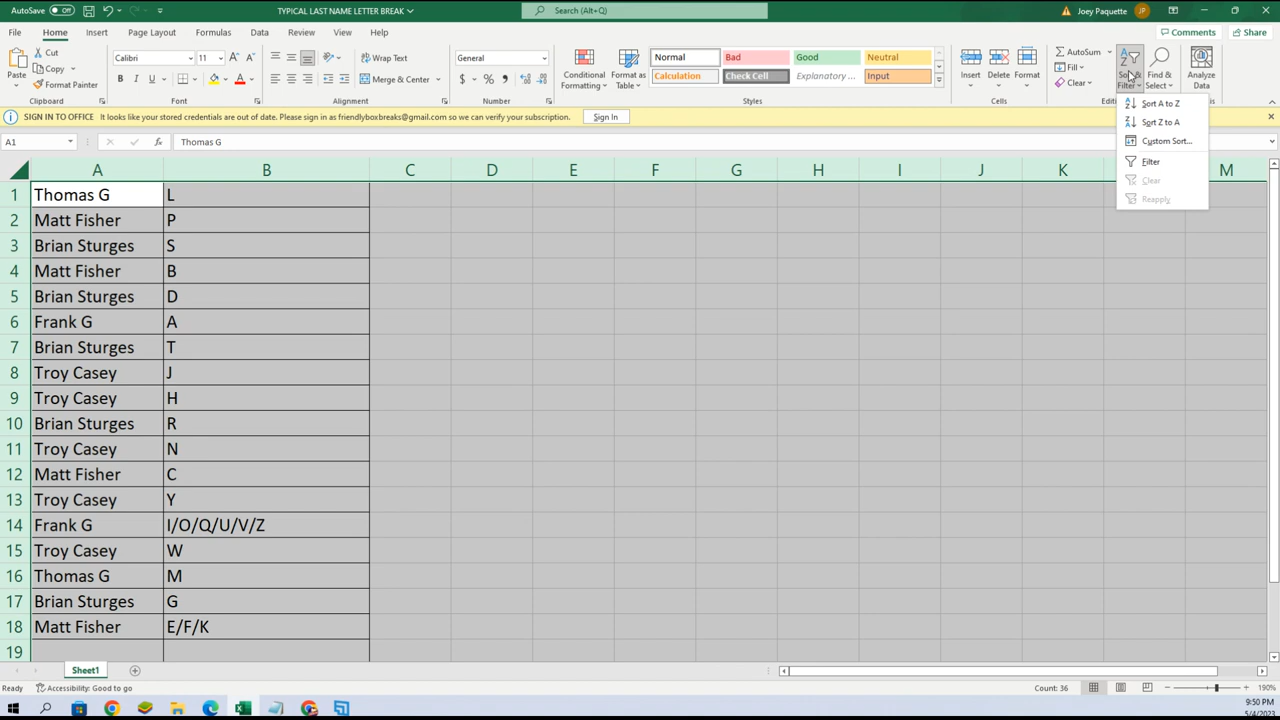 AutoSave Off TYPICAL LAST NAME LETTER BREAK Search (Alt+Q) Joey Paquette JP
File Home Insert Page Layout Formulas Data Review View Help Comments Share
Paste Cut Copy Format Painter Clipboard
Calibri 11 A A B I U A Font
Wrap Text Merge & Center Alignment
General $ % Number
Conditional Formatting Format as Table
Normal Bad Good Neutral
Calculation Check Cell Explanatory ... Input
Styles
Insert Delete Format Cells
AutoSum Fill Clear Sort & Filter Find & Select Analyze Data
Sort A to Z
Sort Z to A
Custom Sort...
Filter
Clear
Reapply
SIGN IN TO OFFICE It looks like your stored credentials are out of date. Please sign in as friendlyboxbreaks@gmail.com so we can verify your subscription. Sign In
A1 fx Thomas G
A B C D E F G H I J K M
1 Thomas G L
2 Matt Fisher P
3 Brian Sturges S
4 Matt Fisher B
5 Brian Sturges D
6 Frank G A
7 Brian Sturges T
8 Troy Casey J
9 Troy Casey H
10 Brian Sturges R
11 Troy Casey N
12 Matt Fisher C
13 Troy Casey Y
14 Frank G I/O/Q/U/V/Z
15 Troy Casey W
16 Thomas G M
17 Brian Sturges G
18 Matt Fisher E/F/K
19
Sheet1
Ready Accessibility: Good to go Count: 36 190%
9:50 PM
5/4/2023